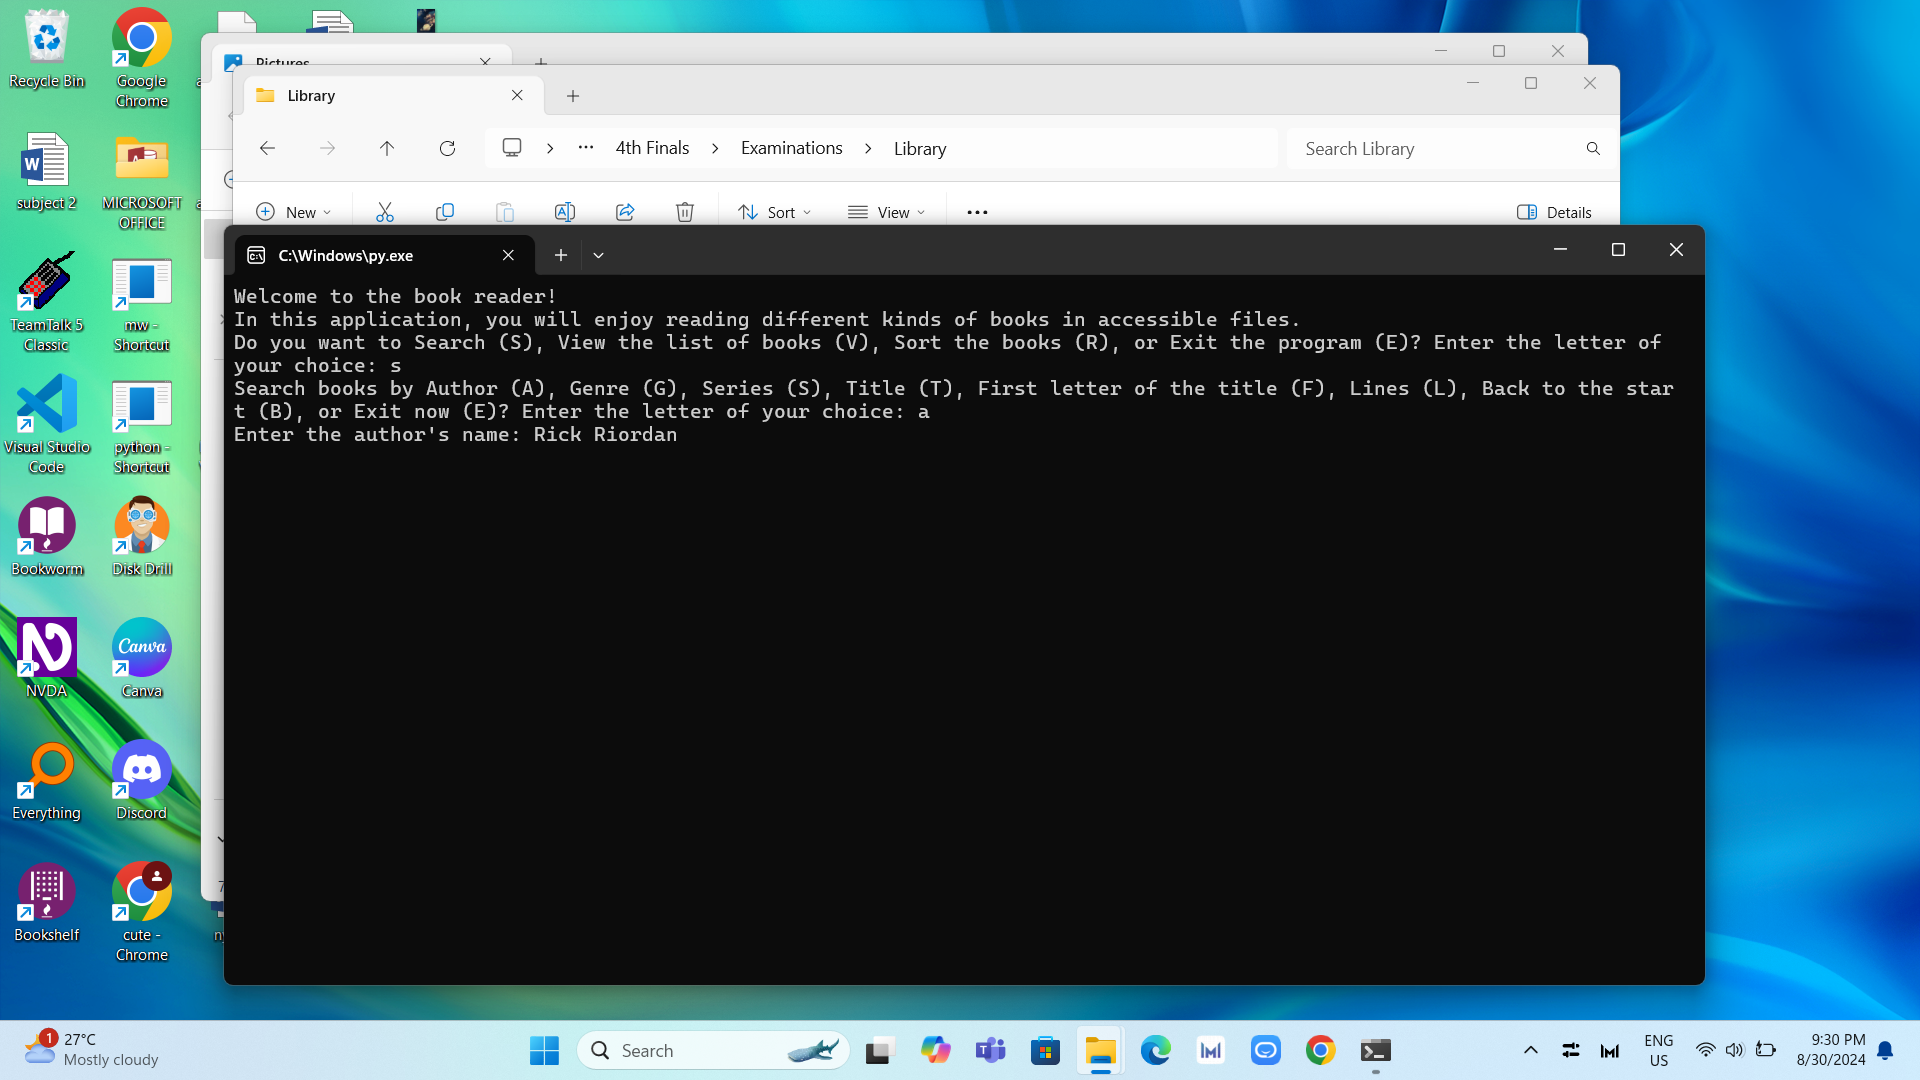 Recycle Bin
Google Chrome
subject 2
MICROSOFT OFFICE
TeamTalk 5 Classic
mw - Shortcut
Visual Studio Code
python - Shortcut
Bookworm
Disk Drill
NVDA
Canva
Canva
Everything
Discord
Bookshelf
cute - Chrome
Pictures
Library
4th Finals
Examinations
Library
Search Library
New
Sort
View
Details
C:\Windows\py.exe
Welcome to the book reader!
In this application, you will enjoy reading different kinds of books in accessible files.
Do you want to Search (S), View the list of books (V), Sort the books (R), or Exit the program (E)? Enter the letter of
your choice: s
Search books by Author (A), Genre (G), Series (S), Title (T), First letter of the title (F), Lines (L), Back to the star
t (B), or Exit now (E)? Enter the letter of your choice: a
Enter the author's name: Rick Riordan
1
27°C
Mostly cloudy
Search
ENG
US
9:30 PM
8/30/2024